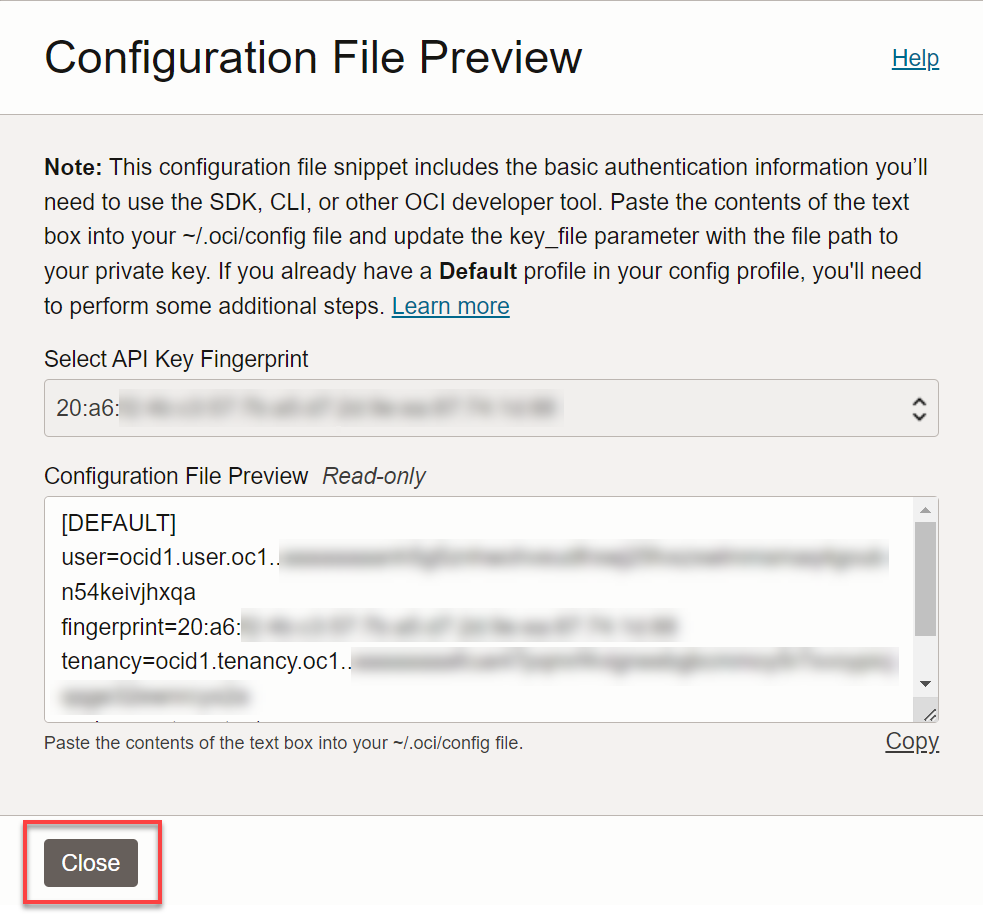 Configuration File Preview
Help
Note: This configuration file snippet includes the basic authentication information you’ll
need to use the SDK, CLI, or other OCI developer tool. Paste the contents of the text
box into your ~/.oci/config file and update the key_file parameter with the file path to
your private key. If you already have a Default profile in your config profile, you'll need
to perform some additional steps. Learn more
Select API Key Fingerprint
20:a6:
Configuration File Preview Read-only
[DEFAULT]
user=ocid1.user.oc1..
n54keivjhxqa
fingerprint=20:a6:
tenancy=ocid1.tenancy.oc1..
Paste the contents of the text box into your ~/.oci/config file.
Copy
Close